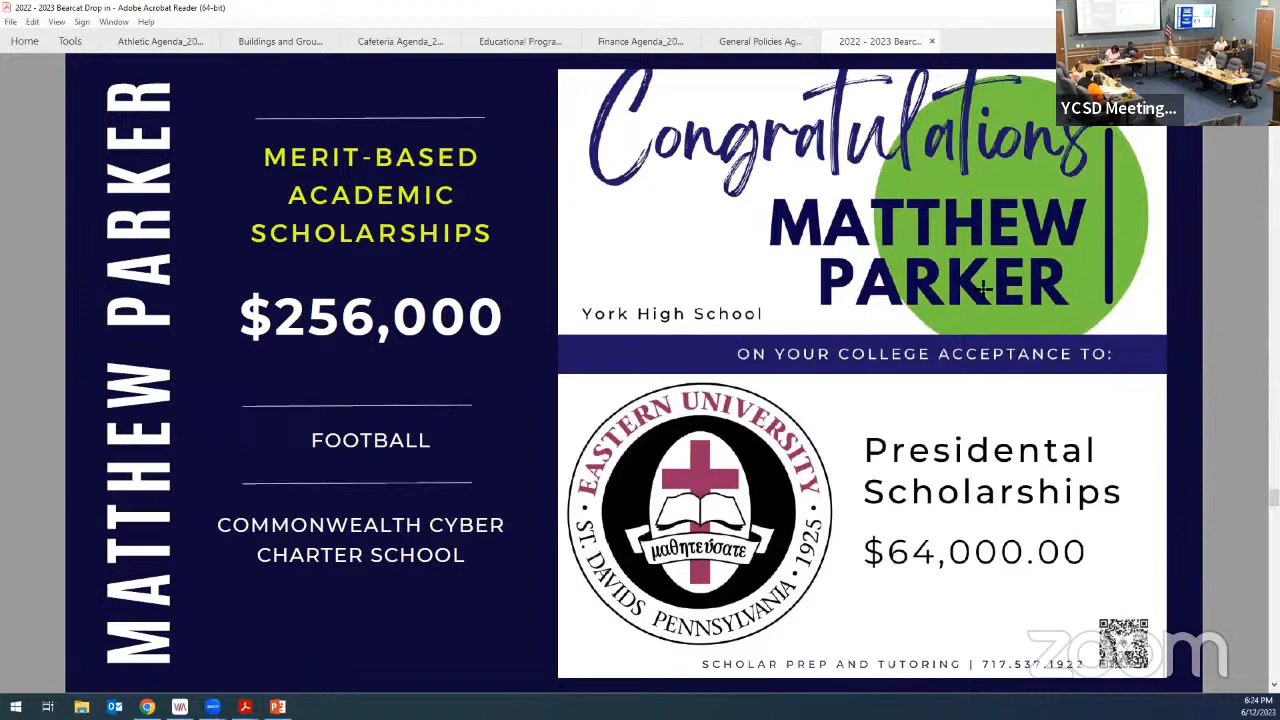 2022 - 2023 Bearcat Drop in - Adobe Acrobat Reader (64-bit)
File Edit View Sign Window Help
Home Tools Athletic Agenda_20... Buildings and Grou... Cafeteria Agenda_2... Educational Progra... Finance Agenda_20... General Policies Ag... 2022 - 2023 Bearc... ×
YCSD Meeting...
MATTHEW PARKER
MERIT-BASED
ACADEMIC
SCHOLARSHIPS
$256,000
FOOTBALL
COMMONWEALTH CYBER
CHARTER SCHOOL
Congratulations
MATTHEW
PARKER
York High School
ON YOUR COLLEGE ACCEPTANCE TO:
EASTERN UNIVERSITY
μαθητεύσατε
· ST. DAVIDS PENNSYLVANIA · 1925 ·
Presidental
Scholarships
$64,000.00
SCHOLAR PREP AND TUTORING | 717.537.1922
zoom
6:24 PM
6/12/2023